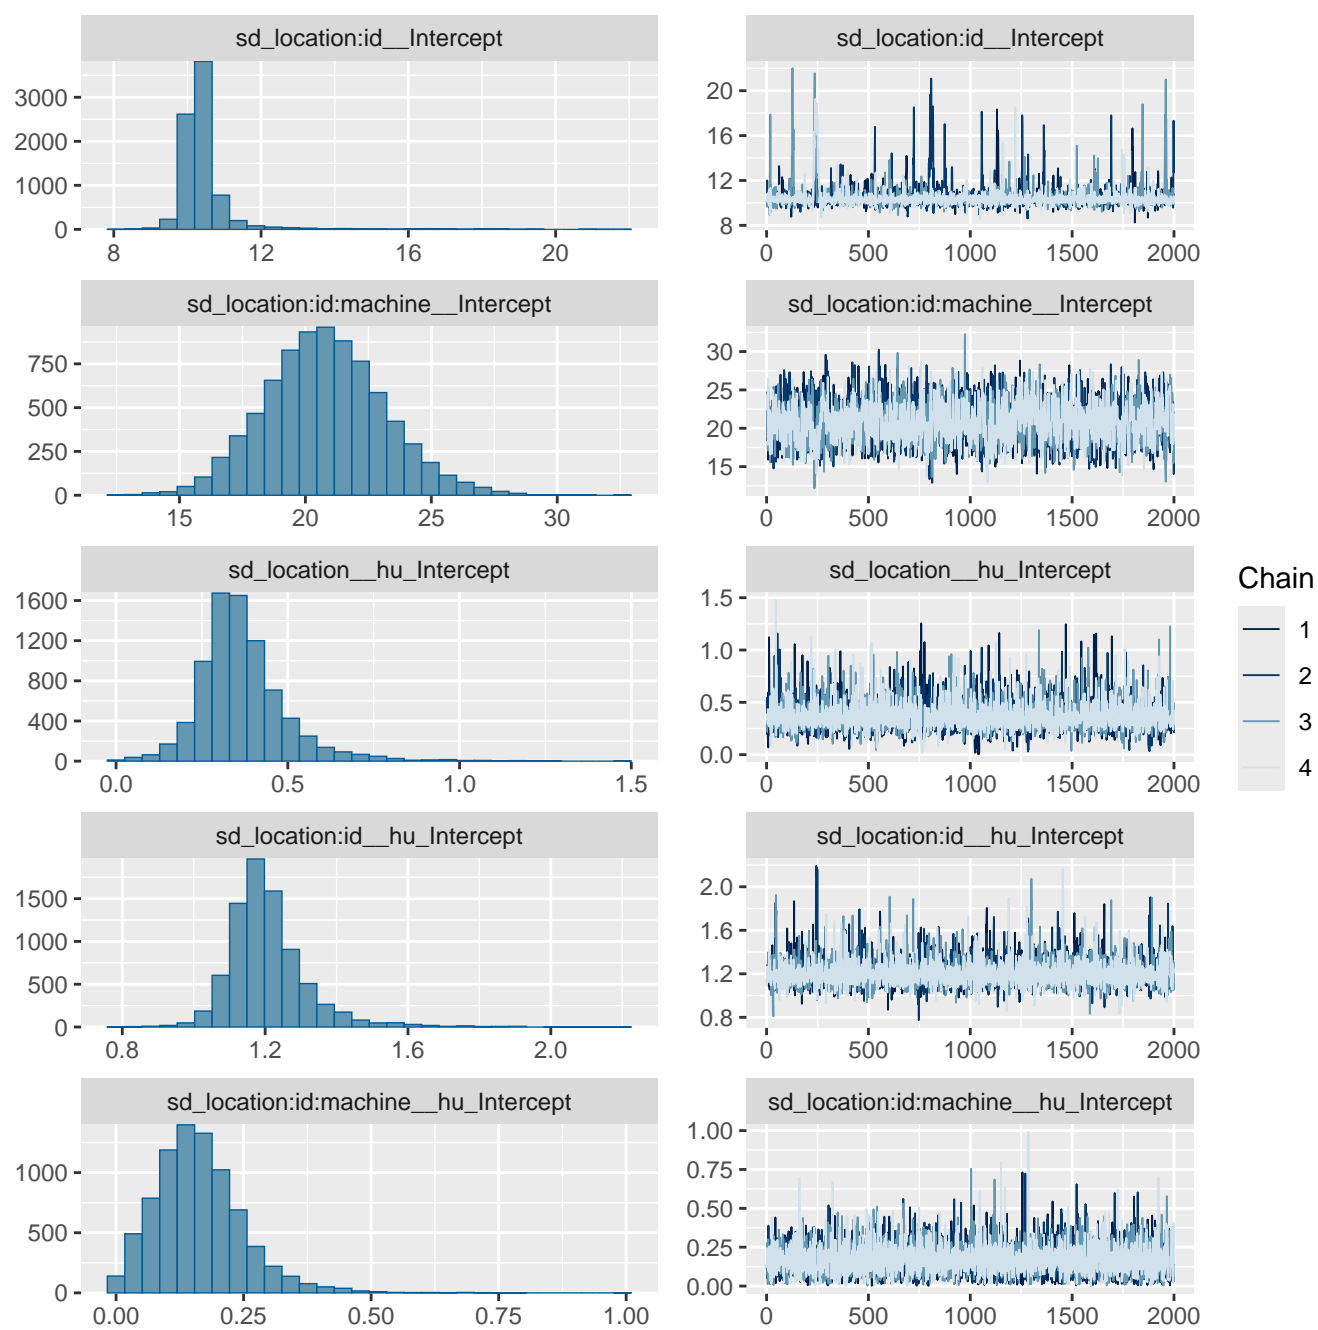 sd_location:id__Intercept
3000
2000
1000
0
8 12 16 20
sd_location:id__Intercept
20
16
12
8
0 500 1000 1500 2000
sd_location:id:machine__Intercept
750
500
250
0
15 20 25 30
sd_location:id:machine__Intercept
30
25
20
15
0 500 1000 1500 2000
sd_location__hu_Intercept
1600
1200
800
400
0
0.0 0.5 1.0 1.5
sd_location__hu_Intercept
1.5
1.0
0.5
0.0
0 500 1000 1500 2000
sd_location:id__hu_Intercept
1500
1000
500
0
0.8 1.2 1.6 2.0
sd_location:id__hu_Intercept
2.0
1.6
1.2
0.8
0 500 1000 1500 2000
sd_location:id:machine__hu_Intercept
1000
500
0
0.00 0.25 0.50 0.75 1.00
sd_location:id:machine__hu_Intercept
1.00
0.75
0.50
0.25
0.00
0 500 1000 1500 2000
Chain
1
2
3
4